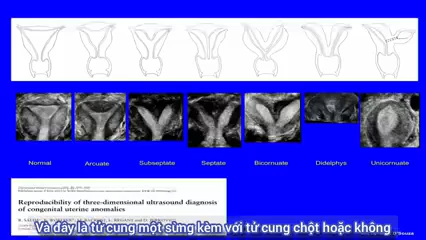 Normal Arcuate Subseptate Septate Bicornuate Didelphys Unicornuate
Reproducibility of three-dimensional ultrasound diagnosis
of congenital uterine anomalies
Và đây là tử cung một sừng kèm với tử cung chột hoặc không